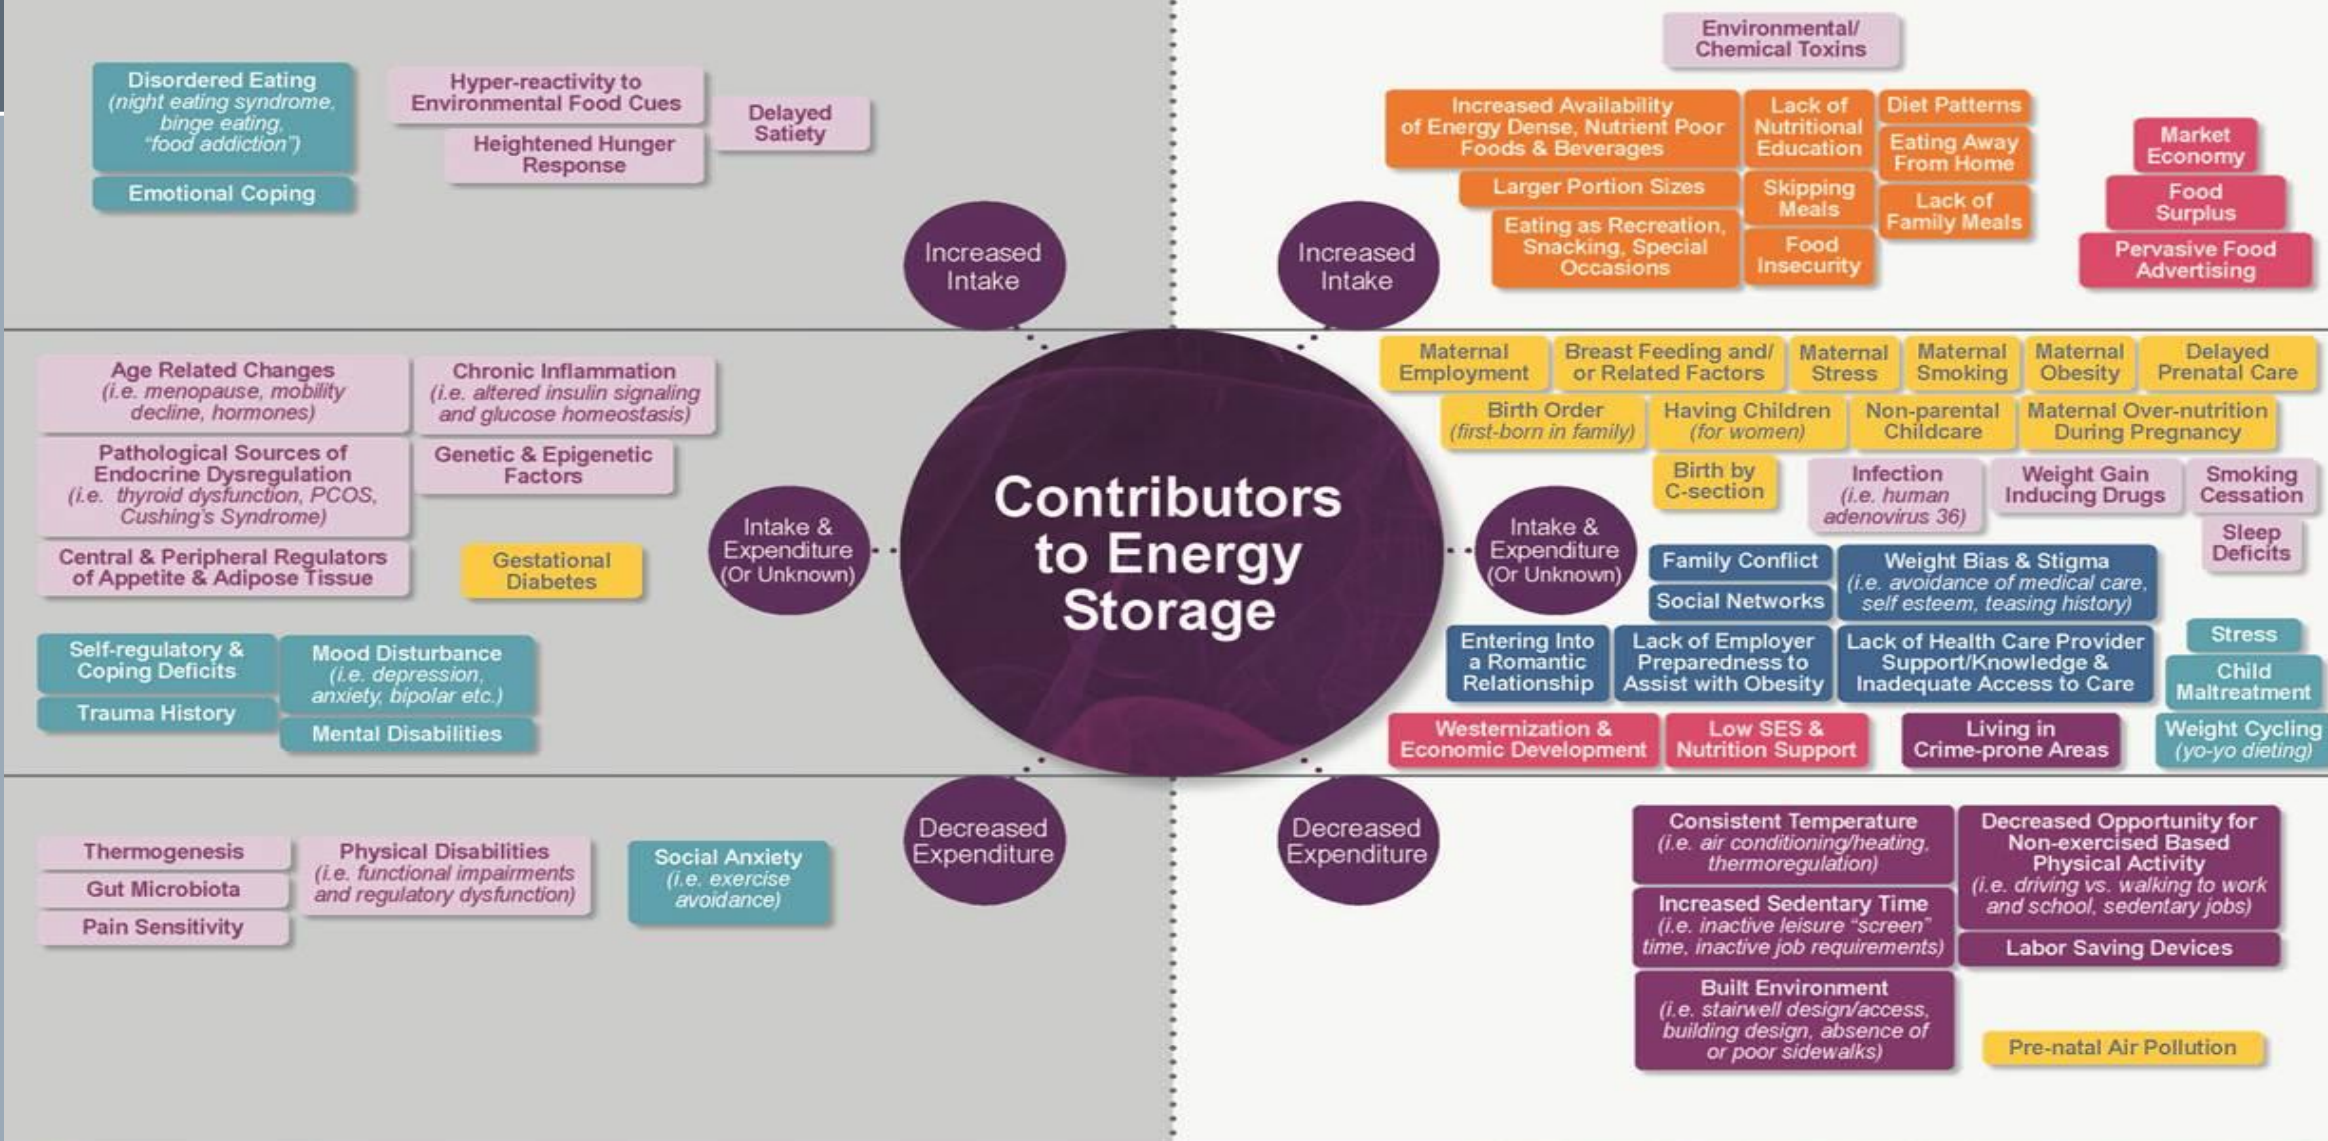 Disordered Eating
(night eating syndrome,
binge eating,
“food addiction”)
Emotional Coping
Hyper-reactivity to
Environmental Food Cues
Heightened Hunger
Response
Delayed
Satiety
Increased
Intake
Increased
Intake
Environmental/
Chemical Toxins
Increased Availability
of Energy Dense, Nutrient Poor
Foods & Beverages
Larger Portion Sizes
Eating as Recreation,
Snacking, Special
Occasions
Lack of
Nutritional
Education
Skipping
Meals
Food
Insecurity
Diet Patterns
Eating Away
From Home
Lack of
Family Meals
Market
Economy
Food
Surplus
Pervasive Food
Advertising
Age Related Changes
(i.e. menopause, mobility
decline, hormones)
Pathological Sources of
Endocrine Dysregulation
(i.e. thyroid dysfunction, PCOS,
Cushing's Syndrome)
Central & Peripheral Regulators
of Appetite & Adipose Tissue
Chronic Inflammation
(i.e. altered insulin signaling
and glucose homeostasis)
Genetic & Epigenetic
Factors
Gestational
Diabetes
Self-regulatory &
Coping Deficits
Trauma History
Mood Disturbance
(i.e. depression,
anxiety, bipolar etc.)
Mental Disabilities
Intake &
Expenditure
(Or Unknown)
Contributors
to Energy
Storage
Intake &
Expenditure
(Or Unknown)
Maternal
Employment
Breast Feeding and/
or Related Factors
Maternal
Stress
Maternal
Smoking
Maternal
Obesity
Delayed
Prenatal Care
Birth Order
(first-born in family)
Having Children
(for women)
Non-parental
Childcare
Maternal Over-nutrition
During Pregnancy
Birth by
C-section
Infection
(i.e. human
adenovirus 36)
Weight Gain
Inducing Drugs
Smoking
Cessation
Sleep
Deficits
Family Conflict
Social Networks
Weight Bias & Stigma
(i.e. avoidance of medical care,
self esteem, teasing history)
Entering Into
a Romantic
Relationship
Lack of Employer
Preparedness to
Assist with Obesity
Lack of Health Care Provider
Support/Knowledge &
Inadequate Access to Care
Stress
Child
Maltreatment
Weight Cycling
(yo-yo dieting)
Westernization &
Economic Development
Low SES &
Nutrition Support
Living in
Crime-prone Areas
Thermogenesis
Gut Microbiota
Pain Sensitivity
Physical Disabilities
(i.e. functional impairments
and regulatory dysfunction)
Social Anxiety
(i.e. exercise
avoidance)
Decreased
Expenditure
Decreased
Expenditure
Consistent Temperature
(i.e. air conditioning/heating,
thermoregulation)
Increased Sedentary Time
(i.e. inactive leisure “screen”
time, inactive job requirements)
Built Environment
(i.e. stairwell design/access,
building design, absence of
or poor sidewalks)
Decreased Opportunity for
Non-exercised Based
Physical Activity
(i.e. driving vs. walking to work
and school, sedentary jobs)
Labor Saving Devices
Pre-natal Air Pollution